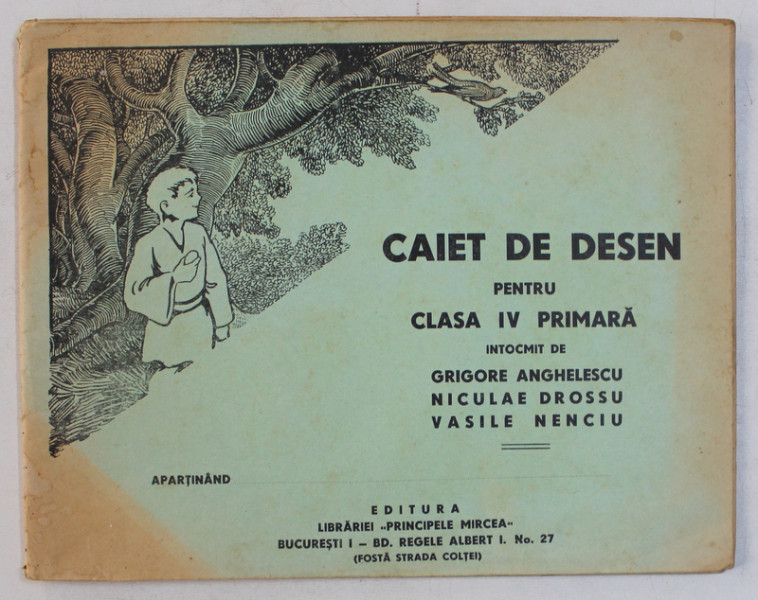 CAIET DE DESEN
PENTRU
CLASA IV PRIMARĂ
INTOCMIT DE
GRIGORE ANGHELESCU
NICULAE DROSSU
VASILE NENCIU
APARȚINÂND
EDITURA
LIBRĂRIEI „PRINCIPELE MIRCEA"
BUCUREȘTI I – BD. REGELE ALBERT I. No. 27
(FOSTĂ STRADA COLȚEI)